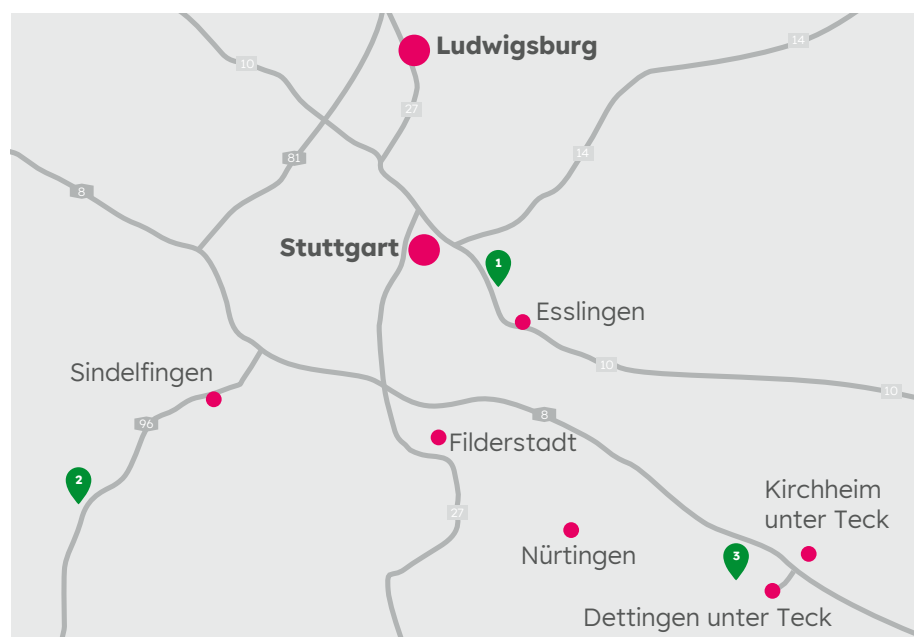 14
Ludwigsburg
10
27
14
81
8
Stuttgart
1
Esslingen
10
Sindelfingen
10
8
96
Filderstadt
2
Kirchheim
unter Teck
27
Nürtingen
3
Dettingen unter Teck